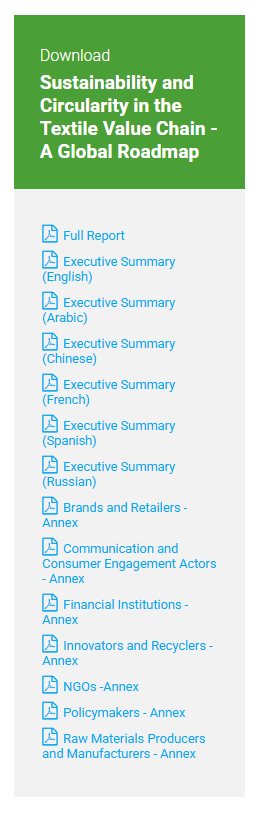 Download
Sustainability and
Circularity in the
Textile Value Chain -
A Global Roadmap
Full Report
Executive Summary
(English)
Executive Summary
(Arabic)
Executive Summary
(Chinese)
Executive Summary
(French)
Executive Summary
(Spanish)
Executive Summary
(Russian)
Brands and Retailers -
Annex
Communication and
Consumer Engagement Actors
- Annex
Financial Institutions -
Annex
Innovators and Recyclers -
Annex
NGOs -Annex
Policymakers - Annex
Raw Materials Producers
and Manufacturers - Annex